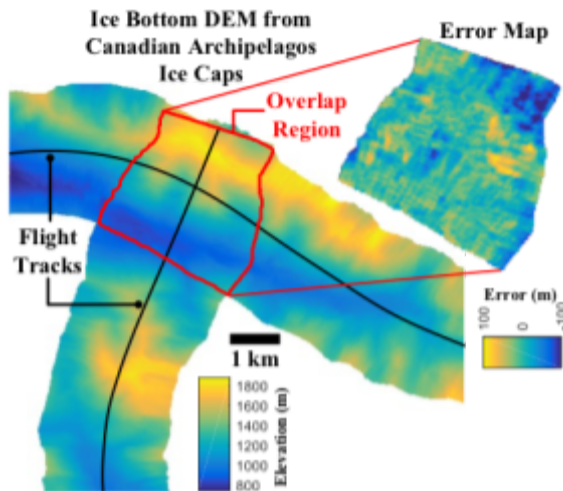 Ice Bottom DEM from
Canadian Archipelagos
Ice Caps
Error Map
Overlap
Region
Flight
Tracks
1 km
Error (m)
100
0
-100
1800
1600
1400
1200
1000
800
Elevation (m)